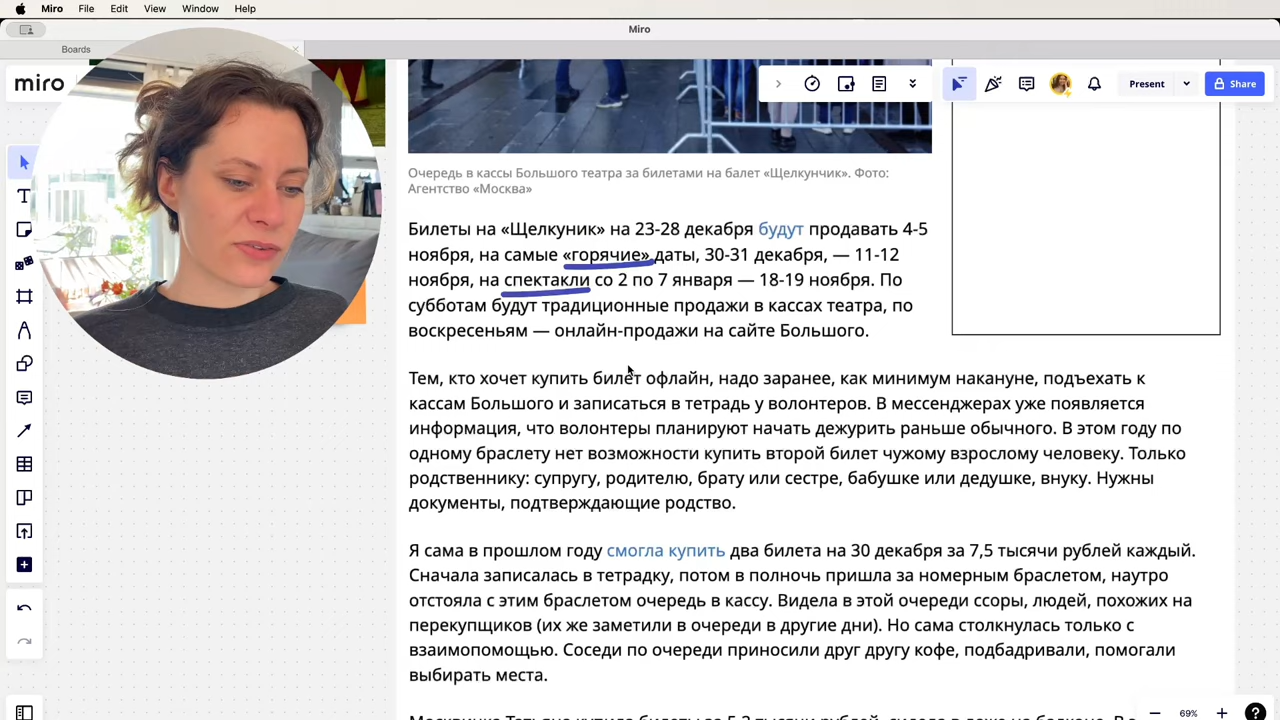 Miro File Edit View Window Help
Miro
Boards
miro
Present
Share
Очередь в кассы Большого театра за билетами на балет «Щелкунчик». Фото:
Агентство «Москва»
Билеты на «Щелкуник» на 23-28 декабря будут продавать 4-5
ноября, на самые «горячие» даты, 30-31 декабря, — 11-12
ноября, на спектакли со 2 по 7 января — 18-19 ноября. По
субботам будут традиционные продажи в кассах театра, по
воскресеньям — онлайн-продажи на сайте Большого.
Тем, кто хочет купить билет офлайн, надо заранее, как минимум накануне, подъехать к
кассам Большого и записаться в тетрадь у волонтеров. В мессенджерах уже появляется
информация, что волонтеры планируют начать дежурить раньше обычного. В этом году по
одному браслету нет возможности купить второй билет чужому взрослому человеку. Только
родственнику: супругу, родителю, брату или сестре, бабушке или дедушке, внуку. Нужны
документы, подтверждающие родство.
Я сама в прошлом году смогла купить два билета на 30 декабря за 7,5 тысячи рублей каждый.
Сначала записалась в тетрадку, потом в полночь пришла за номерным браслетом, наутро
отстояла с этим браслетом очередь в кассу. Видела в этой очереди ссоры, людей, похожих на
перекупщиков (их же заметили в очереди в другие дни). Но сама столкнулась только с
взаимопомощью. Соседи по очереди приносили друг другу кофе, подбадривали, помогали
выбирать места.
69%